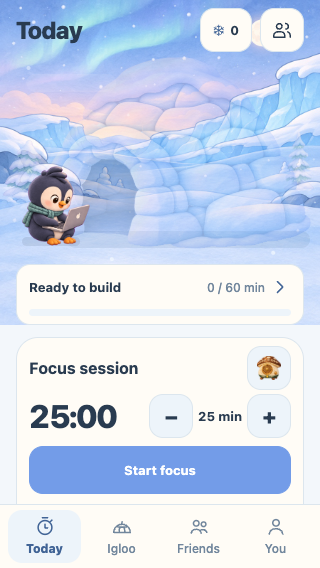 Today
0
Ready to build
0 / 60 min
Focus session
25:00
− 25 min +
Start focus
Today
Igloo
Friends
You